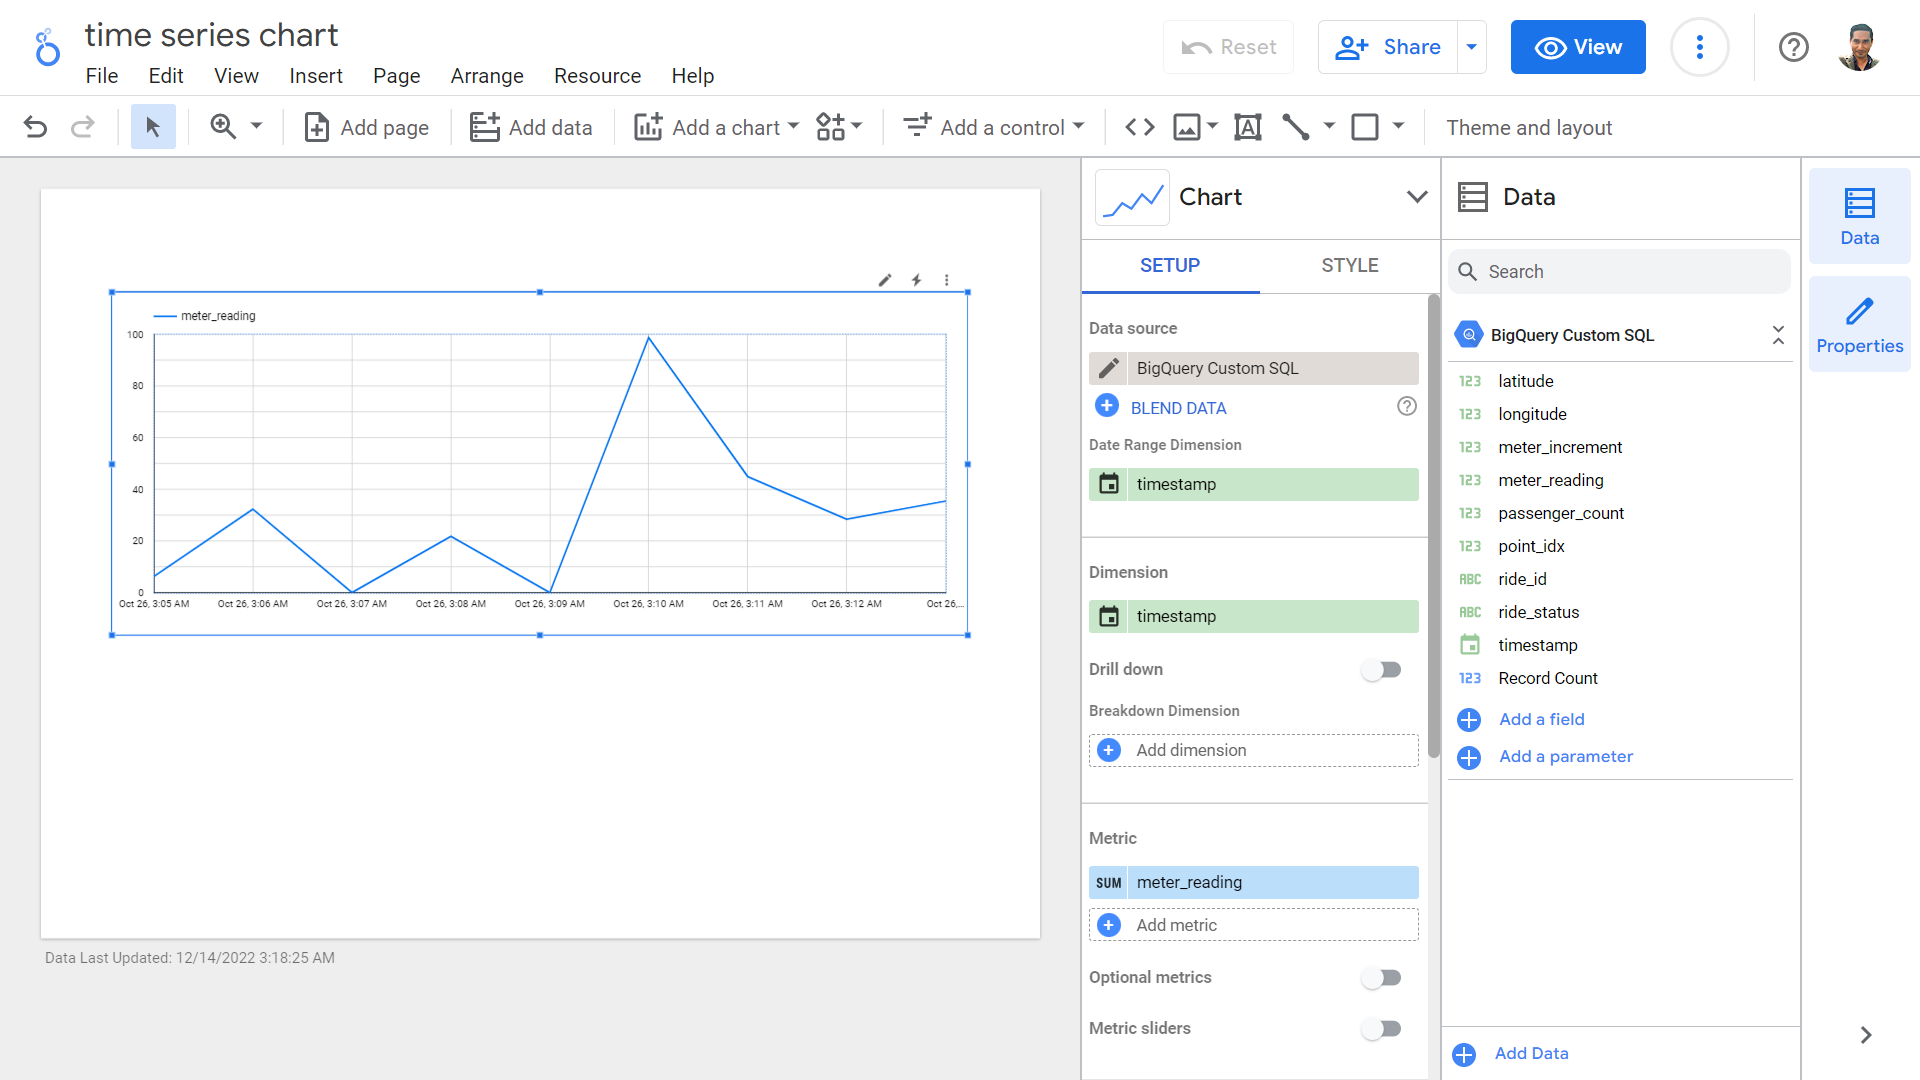 time series chart
File Edit View Insert Page Arrange Resource Help
Reset
Share
View
Add page
Add data
Add a chart
Add a control
Theme and layout
meter_reading
100
80
60
40
20
0
Oct 26, 3:05 AM Oct 26, 3:06 AM Oct 26, 3:07 AM Oct 26, 3:08 AM Oct 26, 3:09 AM Oct 26, 3:10 AM Oct 26, 3:11 AM Oct 26, 3:12 AM Oct 26,...
Data Last Updated: 12/14/2022 3:18:25 AM
Chart
SETUP STYLE
Data source
BigQuery Custom SQL
BLEND DATA
Date Range Dimension
timestamp
Dimension
timestamp
Drill down
Breakdown Dimension
Add dimension
Metric
SUM meter_reading
Add metric
Optional metrics
Metric sliders
Data
Search
BigQuery Custom SQL
123 latitude
123 longitude
123 meter_increment
123 meter_reading
123 passenger_count
123 point_idx
ABC ride_id
ABC ride_status
timestamp
123 Record Count
Add a field
Add a parameter
Add Data
Data
Properties